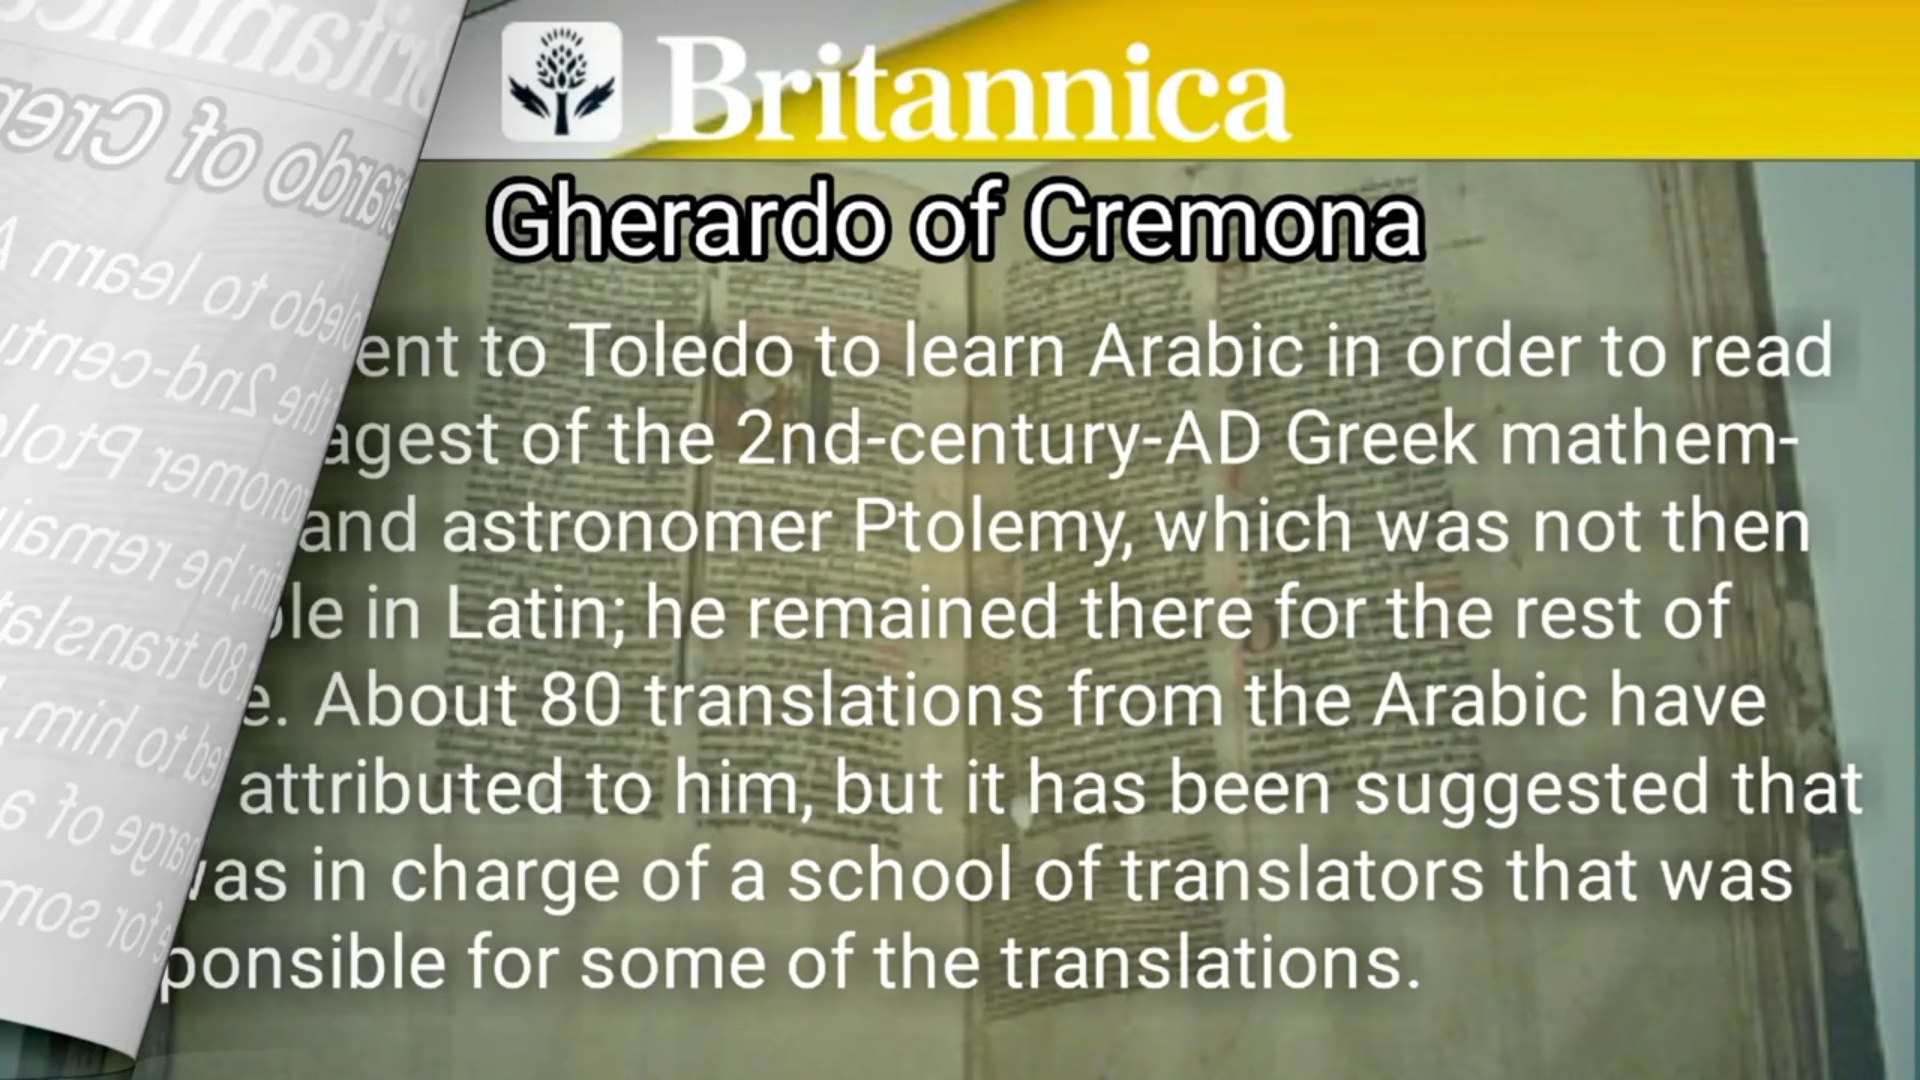 Britannica
Gherardo of Cremona
ent to Toledo to learn Arabic in order to read
agest of the 2nd-century-AD Greek mathem-
and astronomer Ptolemy, which was not then
le in Latin; he remained there for the rest of
e. About 80 translations from the Arabic have
attributed to him, but it has been suggested that
was in charge of a school of translators that was
ponsible for some of the translations.